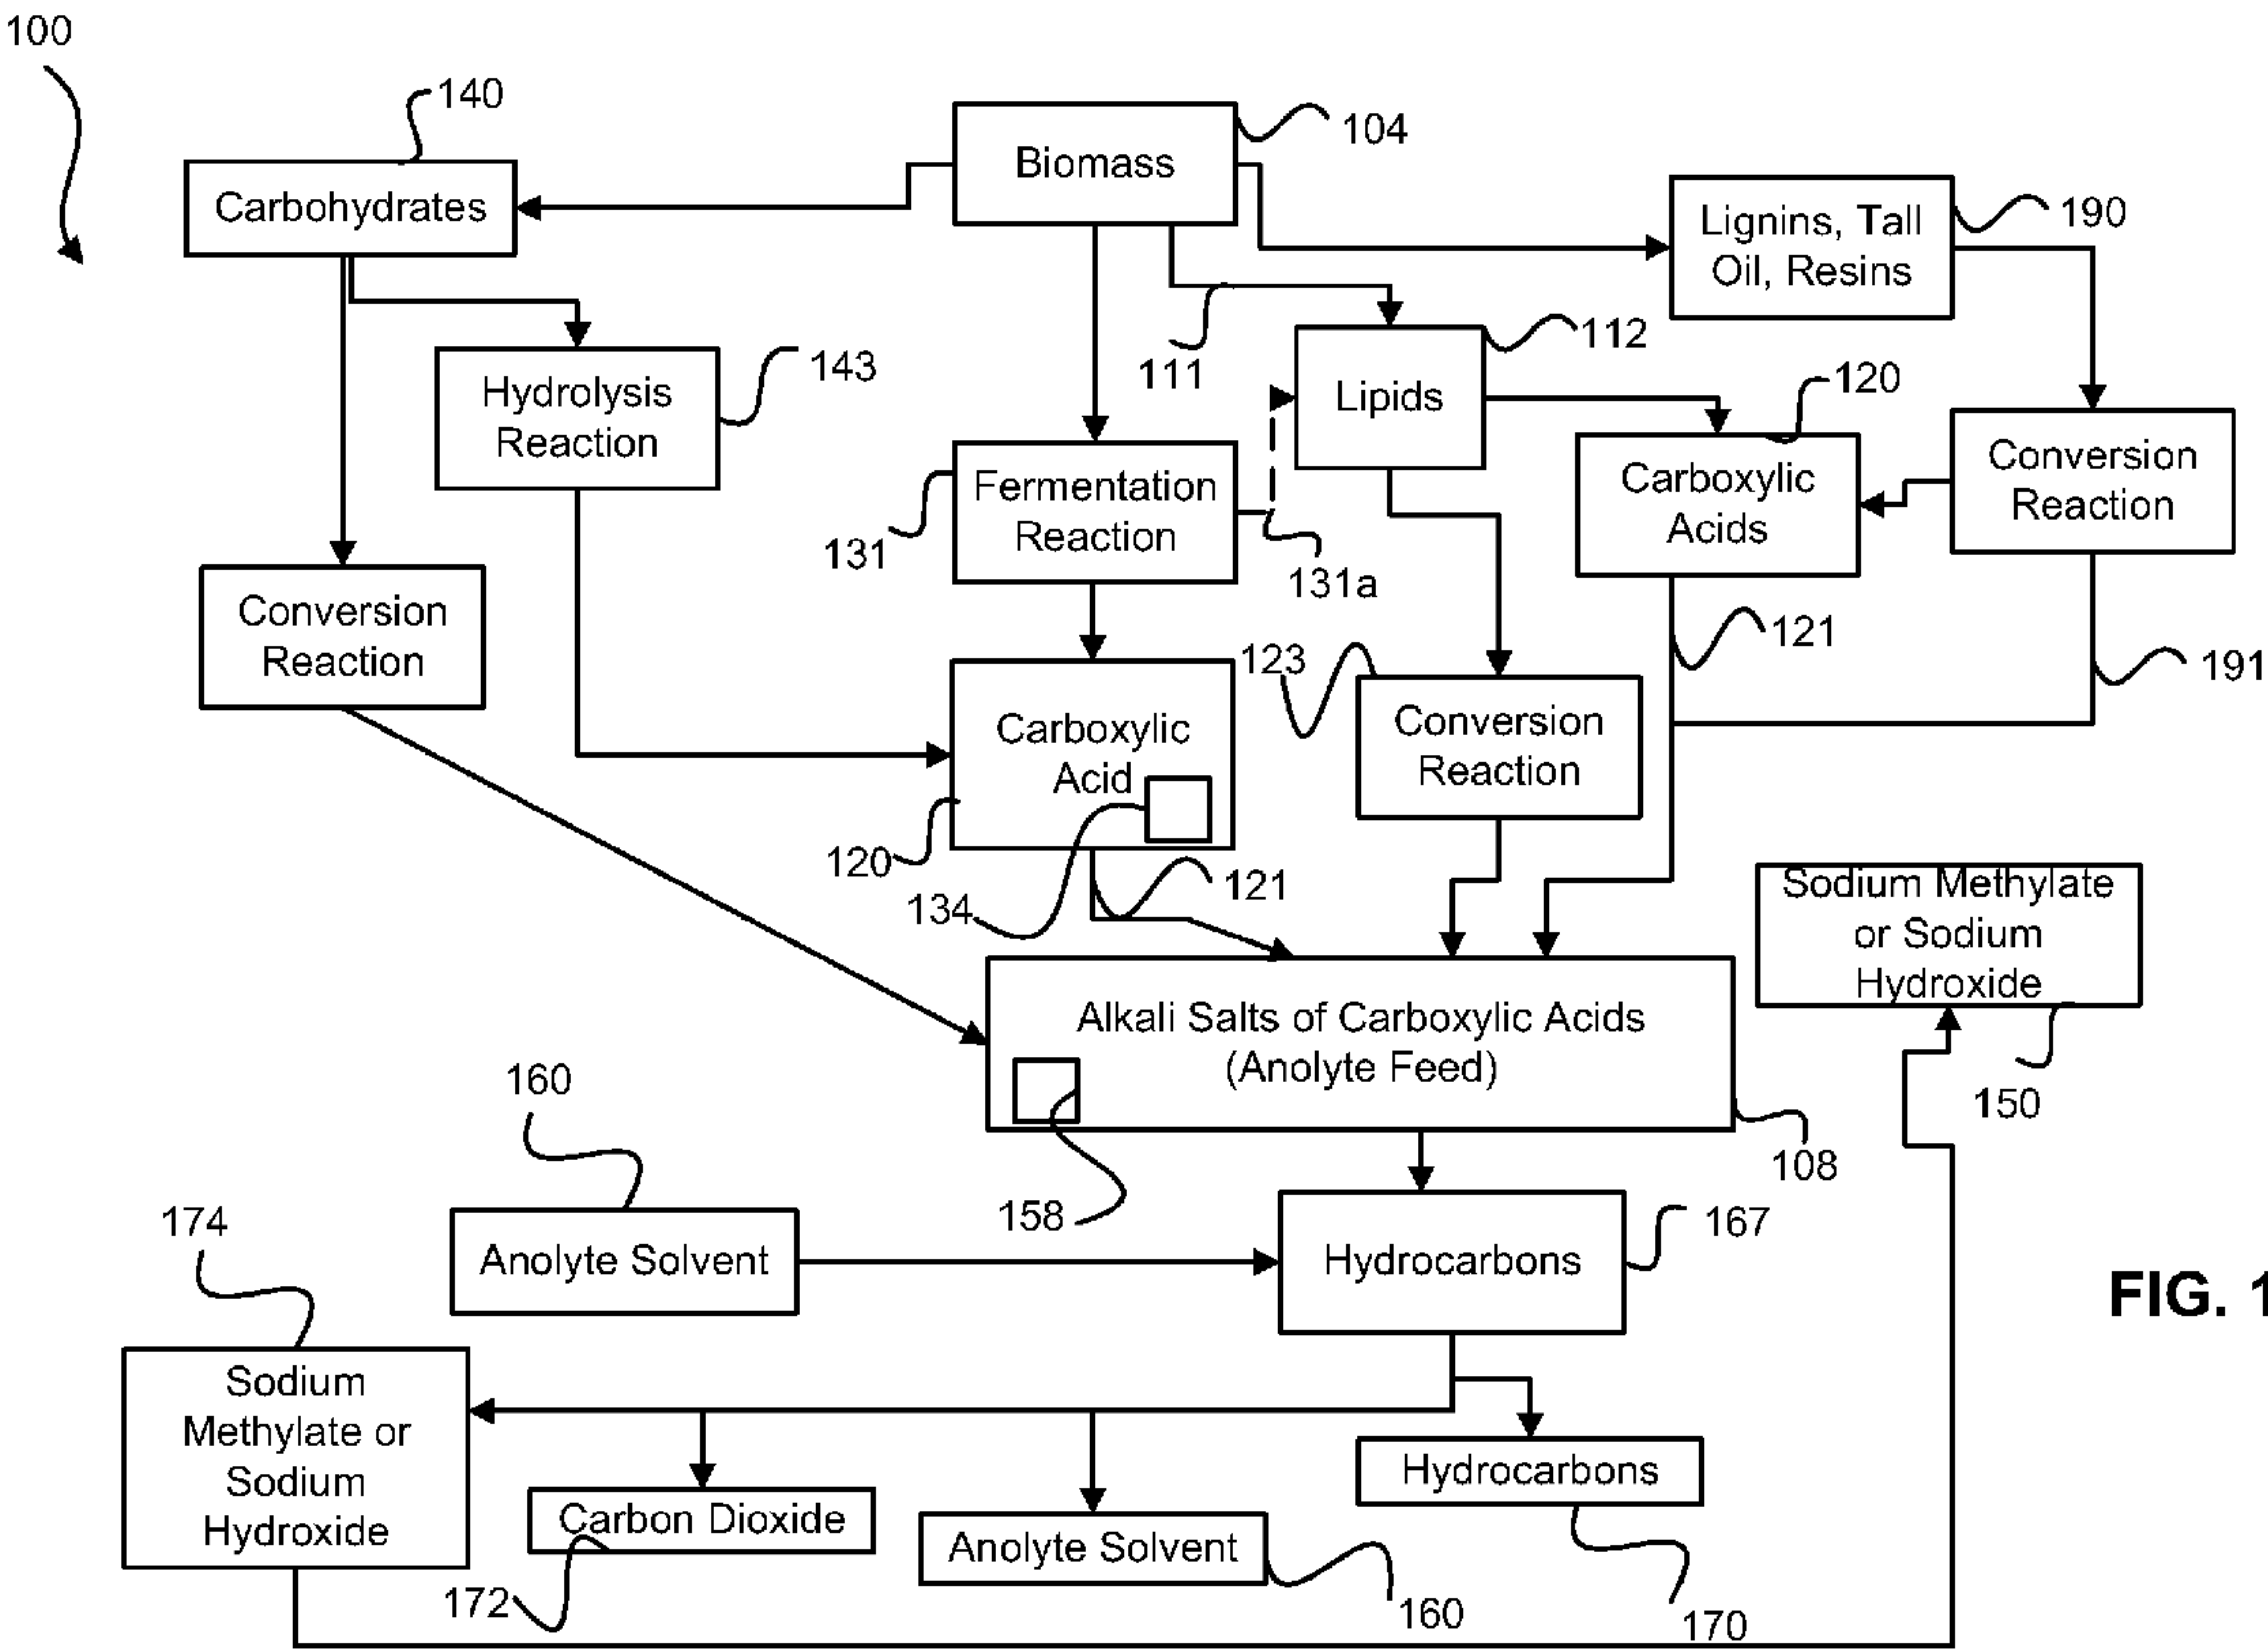 100
140
Biomass
104
Carbohydrates
Lignins, Tall
Oil, Resins
190
111
112
Hydrolysis
Reaction
143
Lipids
120
Fermentation
Reaction
131
131a
Carboxylic
Acids
Conversion
Reaction
Conversion
Reaction
121
191
123
Carboxylic
Acid
Conversion
Reaction
120
134
121
Sodium Methylate
or Sodium
Hydroxide
150
Alkali Salts of Carboxylic Acids
(Anolyte Feed)
108
158
160
174
Anolyte Solvent
Hydrocarbons
167
FIG. 1
Sodium
Methylate or
Sodium
Hydroxide
Carbon Dioxide
172
Anolyte Solvent
160
Hydrocarbons
170